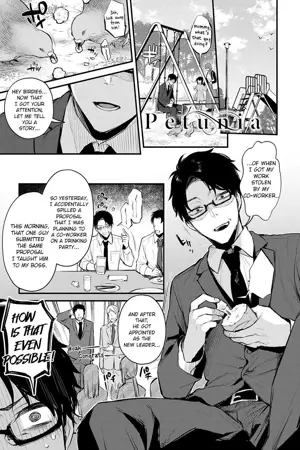 SH,
LOOK AWAY
FROM
HIM!
MOMMY,
WHAT'S
THAT GUY
DOING?
HEY BIRDIES,
NOW THAT I
GOT YOUR
ATTENTION,
LET ME TELL
YOU A
STORY...
Petunia
...OF WHEN I
GOT MY
WORK
STOLEN
BY MY
CO-WORKER...
SO YESTERDAY,
I ACCIDENTALLY
SPILLED A
PROPOSAL
THAT I WAS
PLANNING TO
A CO-WORKER
ON A
DRINKING
PARTY...
THIS MORNING,
THAT ONE GUY
SUBMITTED THE
SAME PROPOSAL
I TAUGHT HIM
TO MY BOSS.
AND AFTER
THAT, HE
GOT
APPOINTED
AS THE
NEW LEADER...
HOW
IS THAT
EVEN
POSSIBLE!